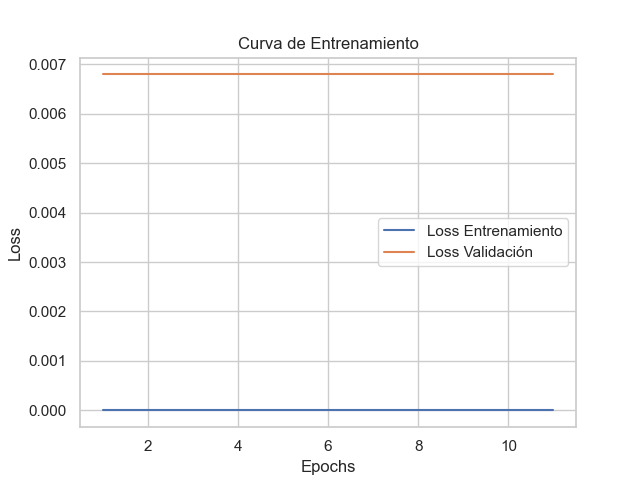 Curva de Entrenamiento
0.007
0.006
0.005
0.004
0.003
0.002
0.001
0.000
Loss
Loss Entrenamiento
Loss Validación
2 4 6 8 10
Epochs